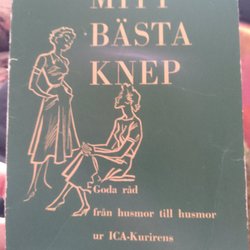 MITT
BÄSTA
KNEP
Goda råd
från husmor till husmor
ur ICA-Kurirens